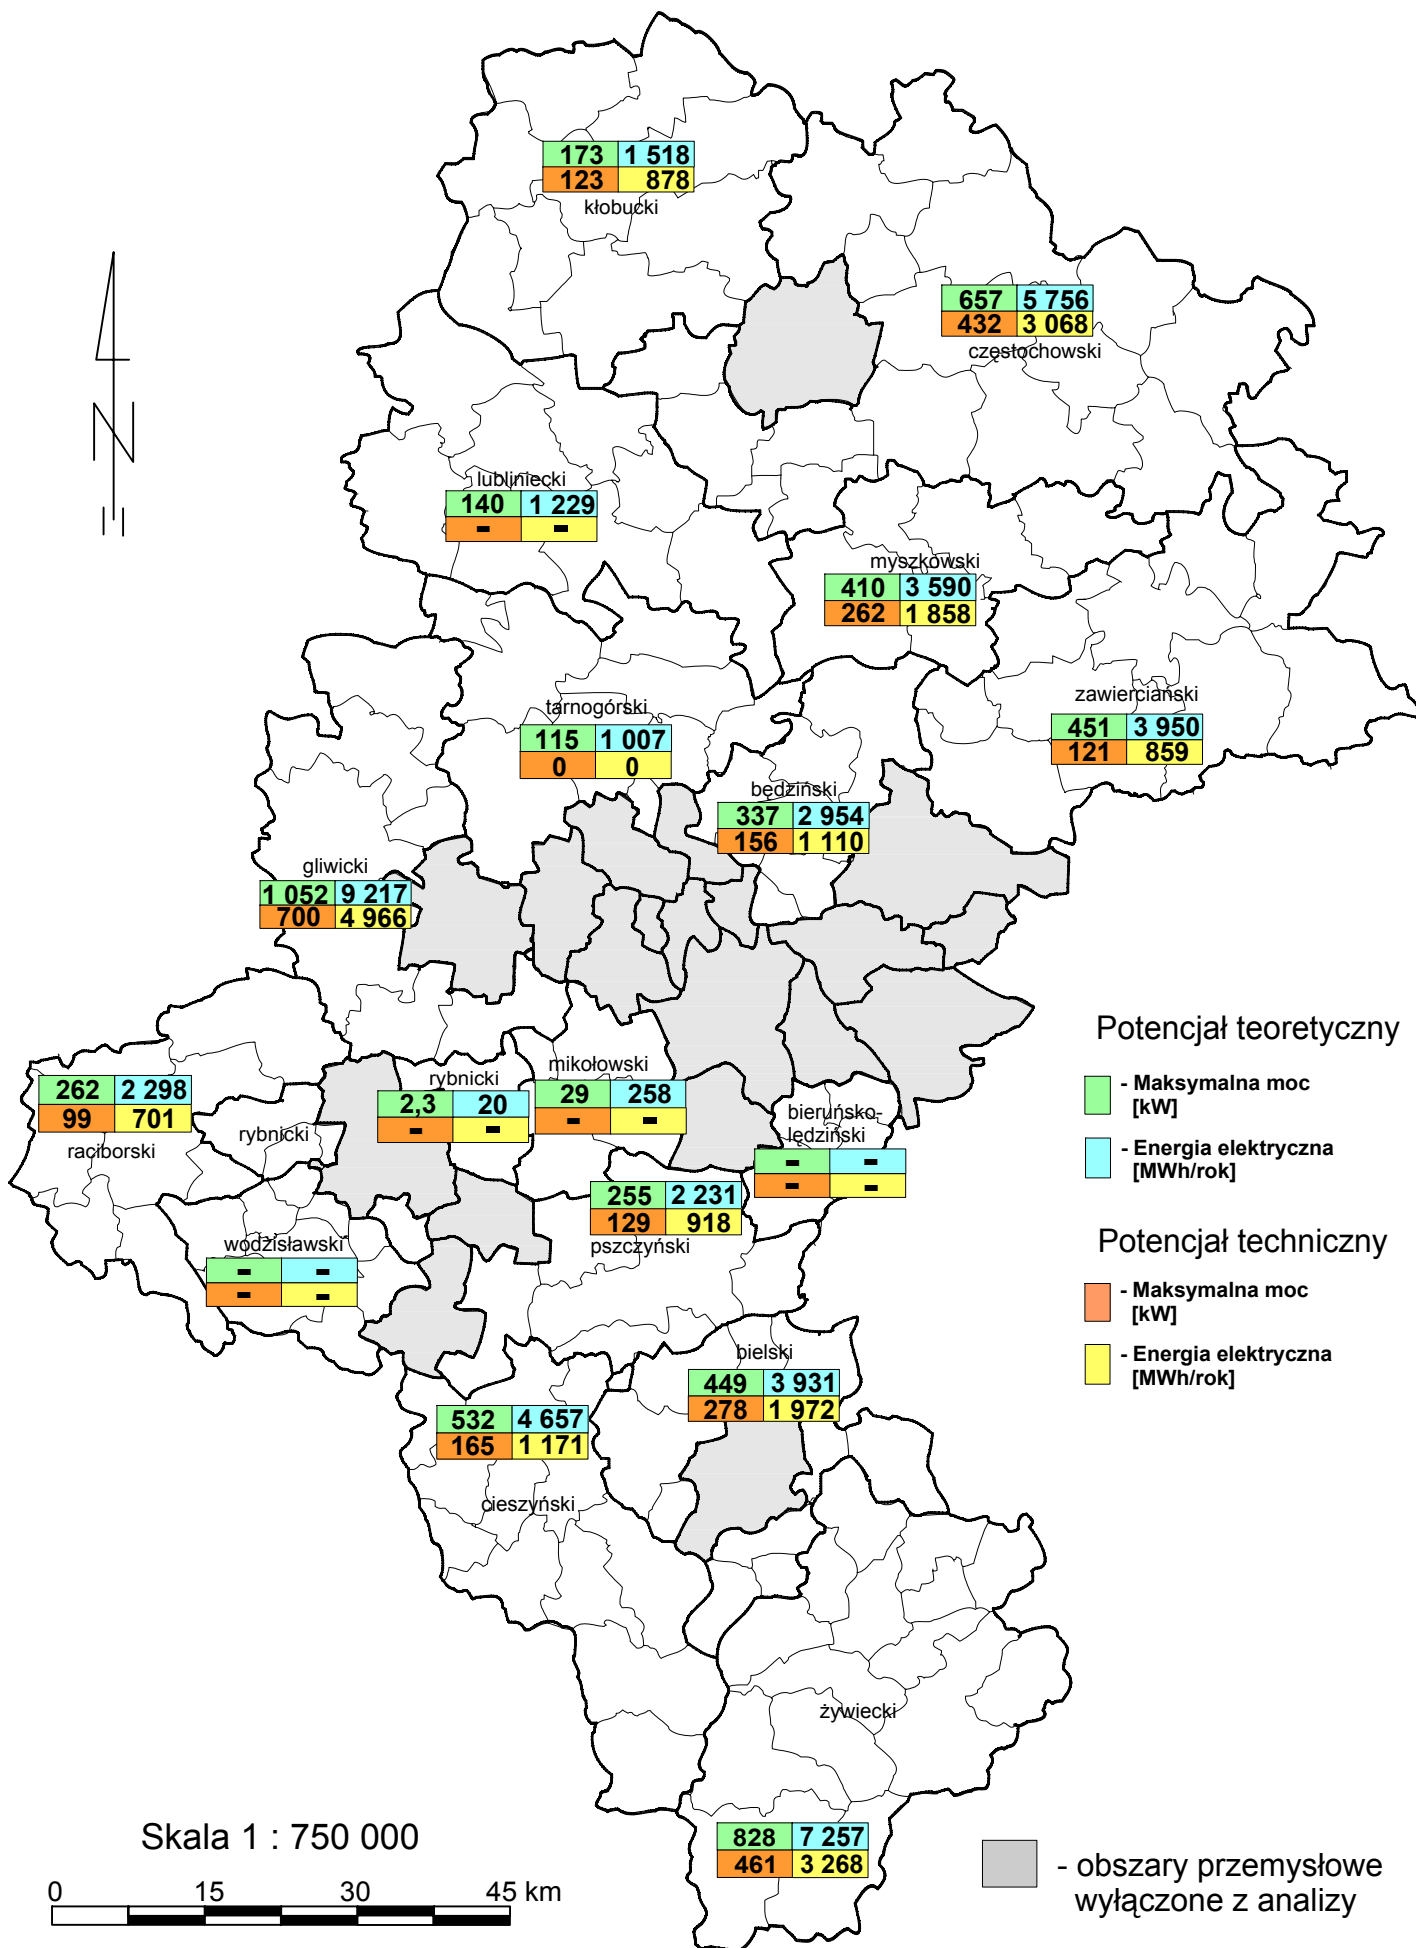 173 1 518
123 878
kłobucki
657 5 756
432 3 068
częstochowski
N
lubliniecki
140 1 229
- -
myszkowski
410 3 590
262 1 858
zawierciański
451 3 950
121 859
tarnogórski
115 1 007
0 0
będziński
337 2 954
156 1 110
gliwicki
1 052 9 217
700 4 966
262 2 298
99 701
raciborski
rybnicki
rybnicki
2,3 20
- -
mikołowski
29 258
- -
bieruńsko-
lędziński
- -
- -
255 2 231
129 918
pszczyński
wodzisławski
- -
- -
bielski
449 3 931
278 1 972
532 4 657
165 1 171
cieszyński
żywiecki
828 7 257
461 3 268
Potencjał teoretyczny
- Maksymalna moc
[kW]
- Energia elektryczna
[MWh/rok]
Potencjał techniczny
- Maksymalna moc
[kW]
- Energia elektryczna
[MWh/rok]
Skala 1 : 750 000
0 15 30 45 km
- obszary przemysłowe
wyłączone z analizy